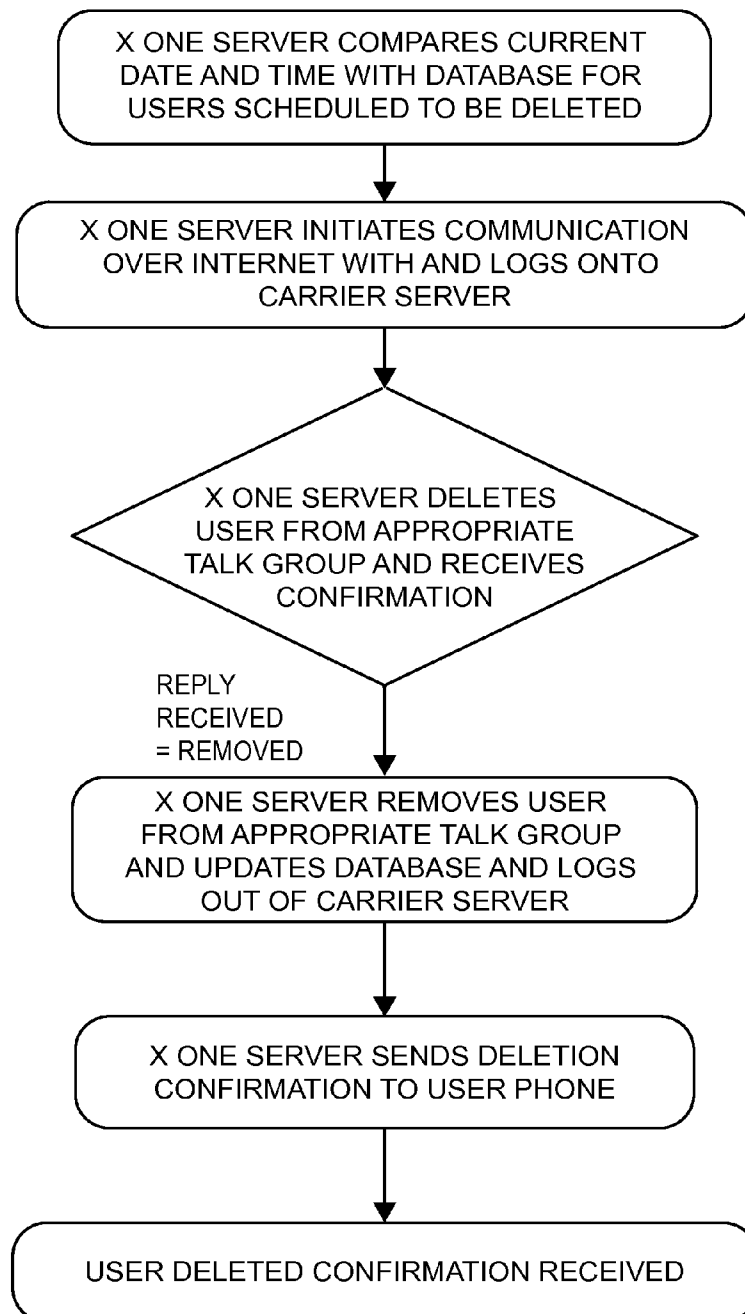 X ONE SERVER COMPARES CURRENT
DATE AND TIME WITH DATABASE FOR
USERS SCHEDULED TO BE DELETED
X ONE SERVER INITIATES COMMUNICATION
OVER INTERNET WITH AND LOGS ONTO
CARRIER SERVER
X ONE SERVER DELETES
USER FROM APPROPRIATE
TALK GROUP AND RECEIVES
CONFIRMATION
REPLY
RECEIVED
= REMOVED
X ONE SERVER REMOVES USER
FROM APPROPRIATE TALK GROUP
AND UPDATES DATABASE AND LOGS
OUT OF CARRIER SERVER
X ONE SERVER SENDS DELETION
CONFIRMATION TO USER PHONE
USER DELETED CONFIRMATION RECEIVED